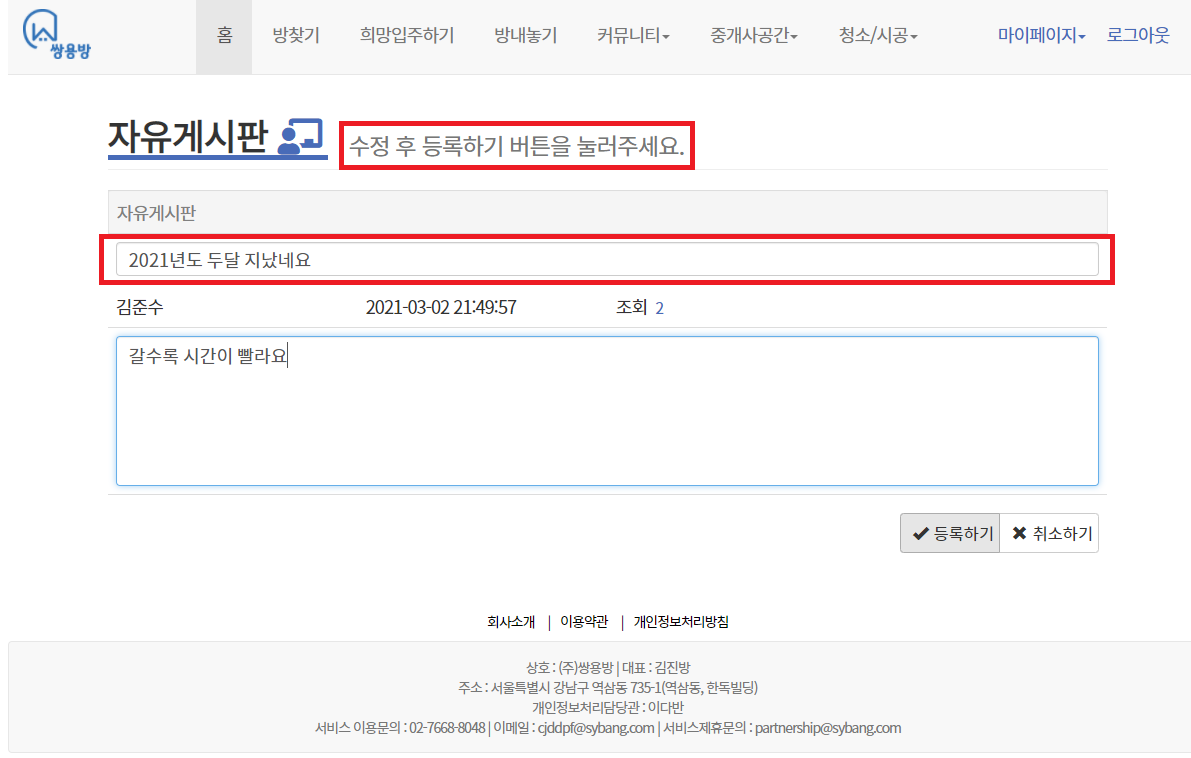 쌍용방
홈 방찾기 희망입주하기 방내놓기 커뮤니티 중개사공간 청소/시공 마이페이지 로그아웃
자유게시판 수정 후 등록하기 버튼을 눌러주세요.
자유게시판
2021년도 두달 지났네요
김준수 2021-03-02 21:49:57 조회 2
갈수록 시간이 빨라요
등록하기 취소하기
회사소개 | 이용약관 | 개인정보처리방침
상호 : (주)쌍용방 | 대표 : 김진방
주소 : 서울특별시 강남구 역삼동 735-1(역삼동, 한독빌딩)
개인정보처리담당관 : 이다반
서비스 이용문의 : 02-7668-8048 | 이메일 : cjddpf@sybang.com | 서비스제휴문의 : partnership@sybang.com